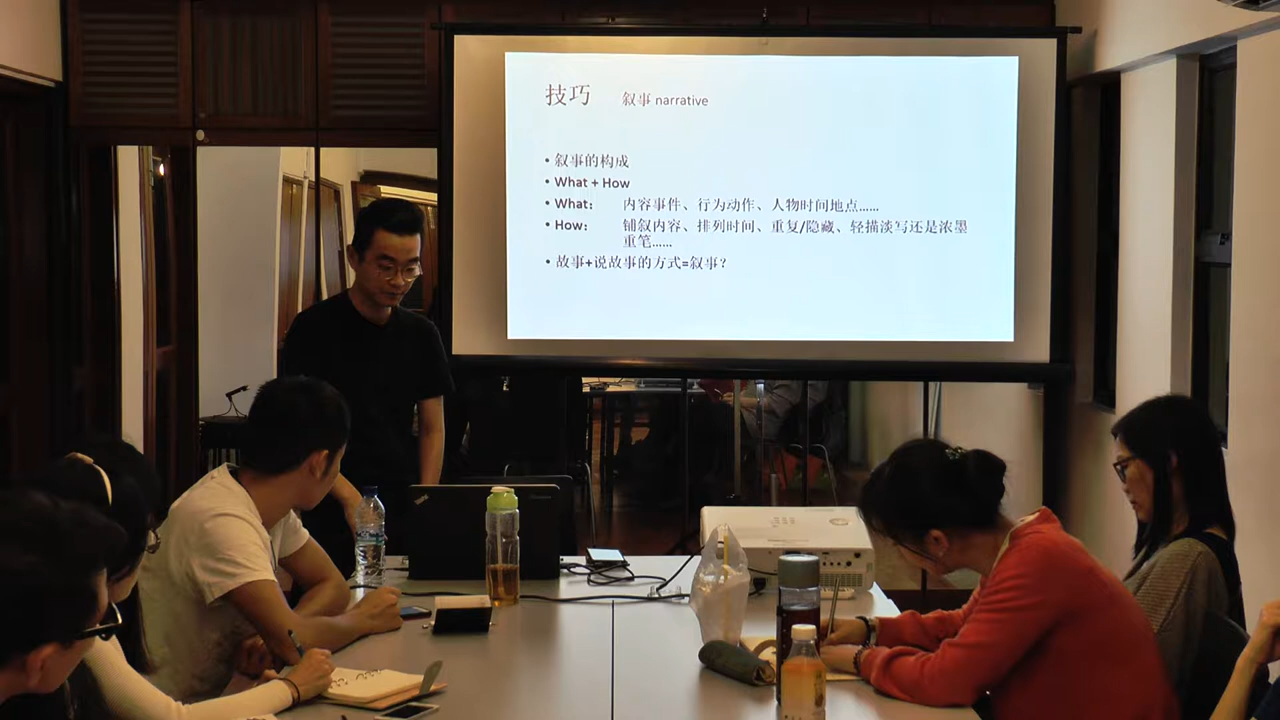 技巧 叙事 narrative
• 叙事的构成
• What + How
• What： 内容事件、行为动作、人物时间地点……
• How： 铺叙内容、排列时间、重复/隐藏、轻描淡写还是浓墨
重笔……
• 故事+说故事的方式=叙事?